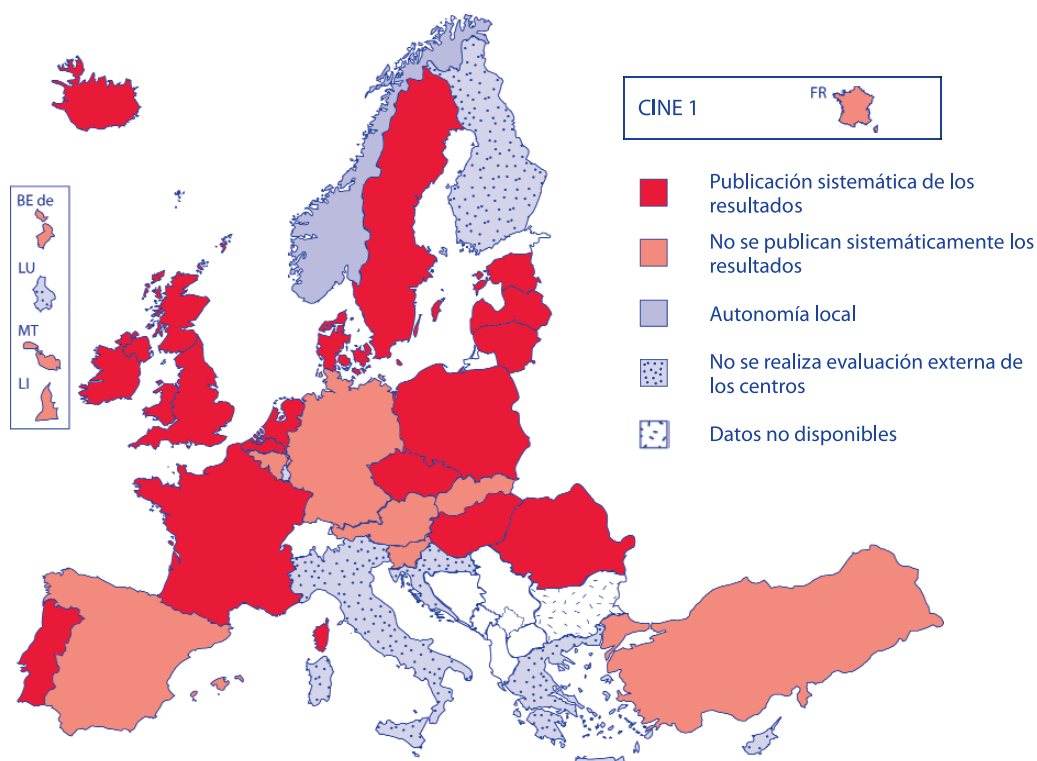 FR
CINE 1
Publicación sistemática de los
resultados
No se publican sistemáticamente los
resultados
Autonomía local
No se realiza evaluación externa de
los centros
Datos no disponibles
BE de
LU
MT
LI